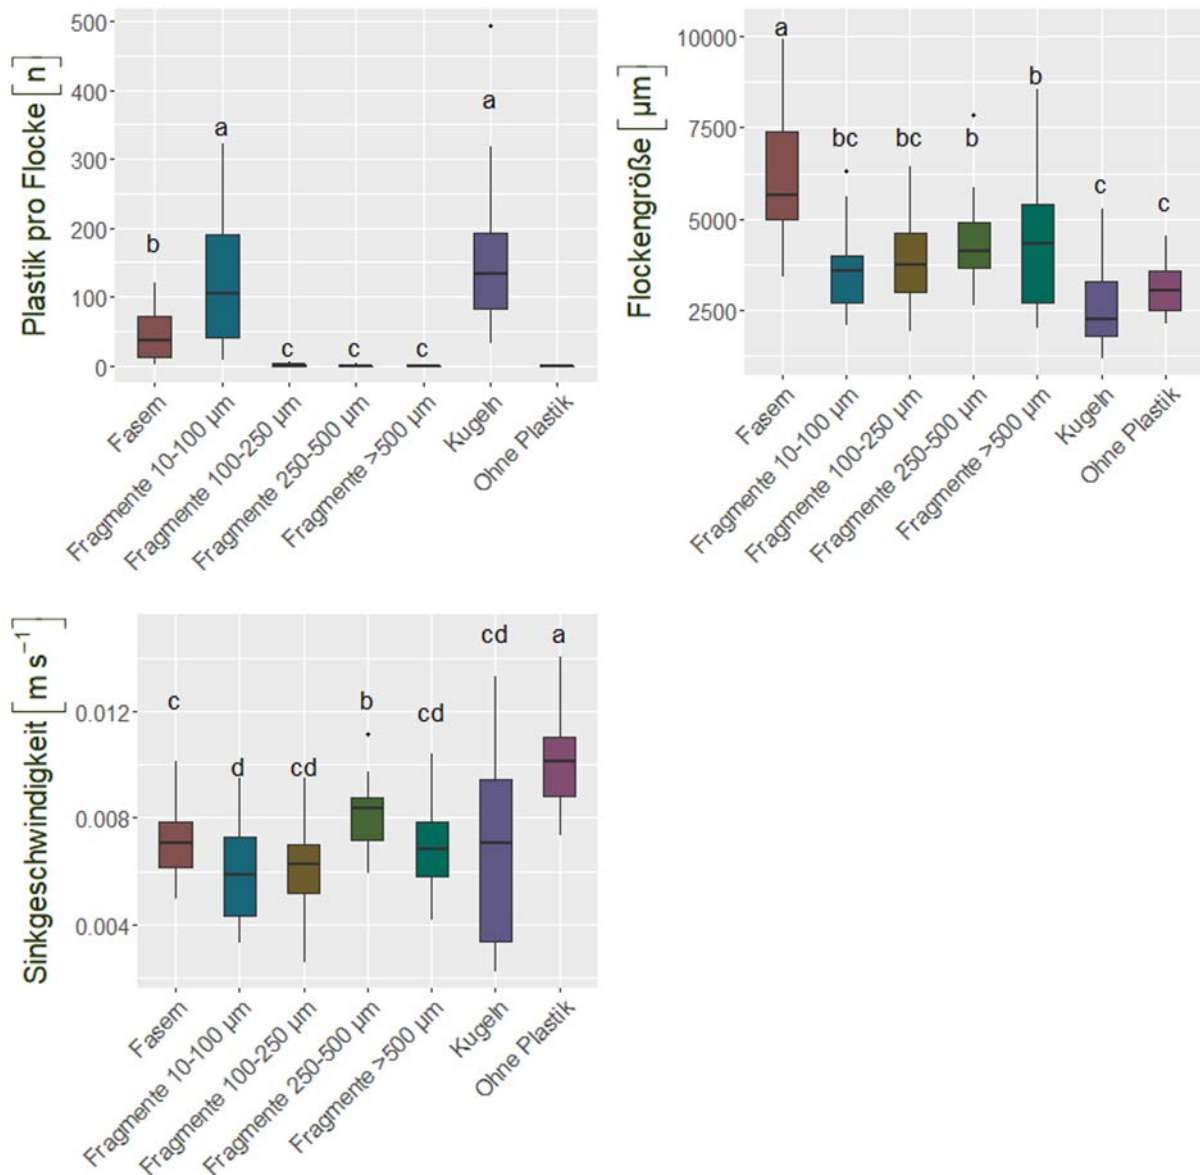 Plastik pro Flocke [ n ]
500
400
300
200
100
0
a
a
b
c
c
c
Fasern
Fragmente 10-100 µm
Fragmente 100-250 µm
Fragmente 250-500 µm
Fragmente >500 µm
Kugeln
Ohne Plastik
Flockengröße [ µm ]
10000
7500
5000
2500
a
bc
bc
b
b
c
c
Fasern
Fragmente 10-100 µm
Fragmente 100-250 µm
Fragmente 250-500 µm
Fragmente >500 µm
Kugeln
Ohne Plastik
Sinkgeschwindigkeit [ m s⁻¹ ]
0.012
0.008
0.004
c
d
cd
b
cd
cd
a
Fasern
Fragmente 10-100 µm
Fragmente 100-250 µm
Fragmente 250-500 µm
Fragmente >500 µm
Kugeln
Ohne Plastik